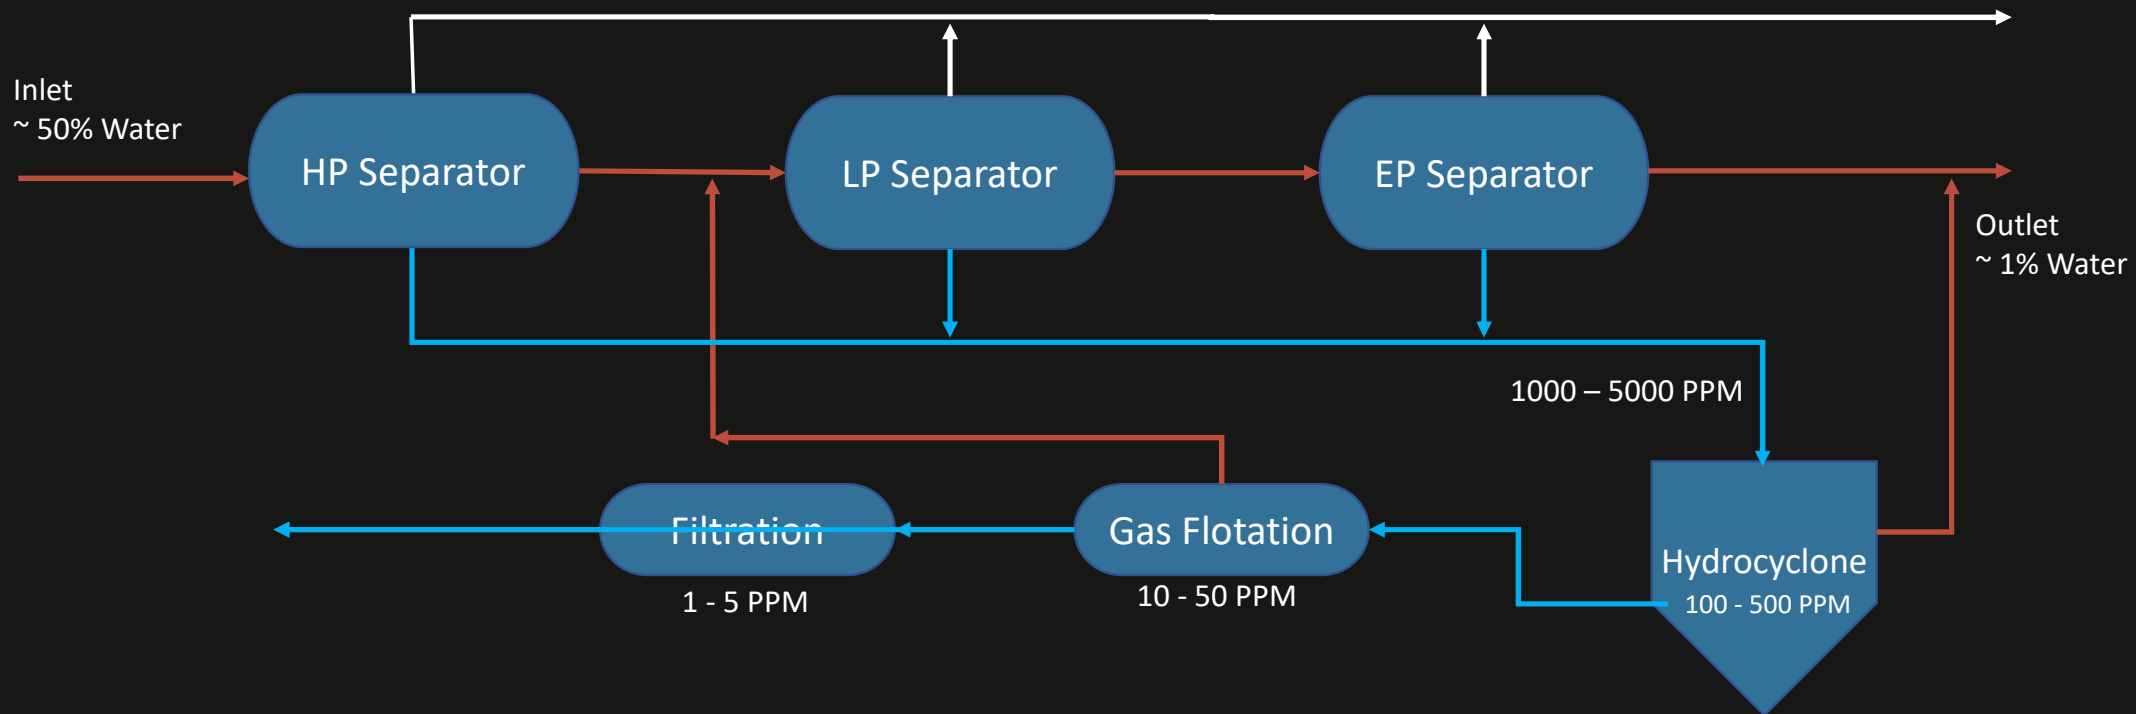 Inlet
~ 50% Water
HP Separator
LP Separator
EP Separator
Outlet
~ 1% Water
1000 – 5000 PPM
Filtration
1 - 5 PPM
Gas Flotation
10 - 50 PPM
Hydrocyclone
100 - 500 PPM